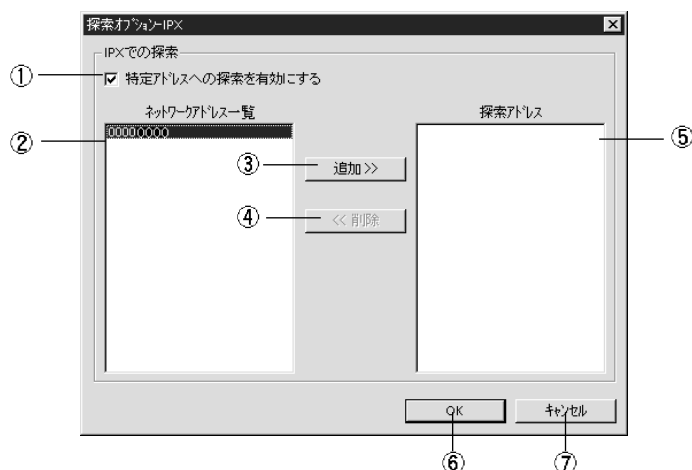 探索ｵﾌﾟｼｮﾝ-IPX
IPXでの探索
① 特定ｱﾄﾞﾚｽへの探索を有効にする
ﾈｯﾄﾜｰｸｱﾄﾞﾚｽ一覧
探索ｱﾄﾞﾚｽ
② 00000000
⑤
③ 追加 >>
④ << 削除
OK
ｷｬﾝｾﾙ
⑥
⑦